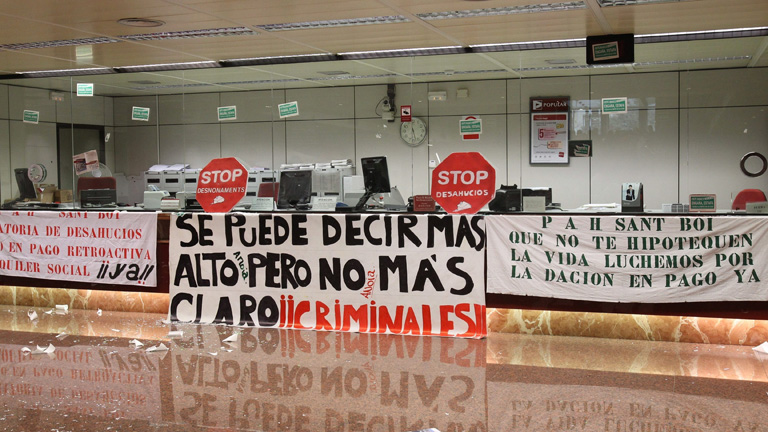 POPULAR
STOP
DESNONAMENTS
STOP
DESAHUCIOS
P A H SANT BOI
ATORIA DE DESAHUCIOS
O EN PAGO RETROACTIVA
QUILER SOCIAL ¡¡ya!!
SE PUEDE DECIR MAS
ALTO PERO NO MÁS
CLARO ¡¡CRIMINALES!!
P A H SANT BOI
QUE NO TE HIPOTEQUEN
LA VIDA LUCHEMOS POR
LA DACION EN PAGO YA